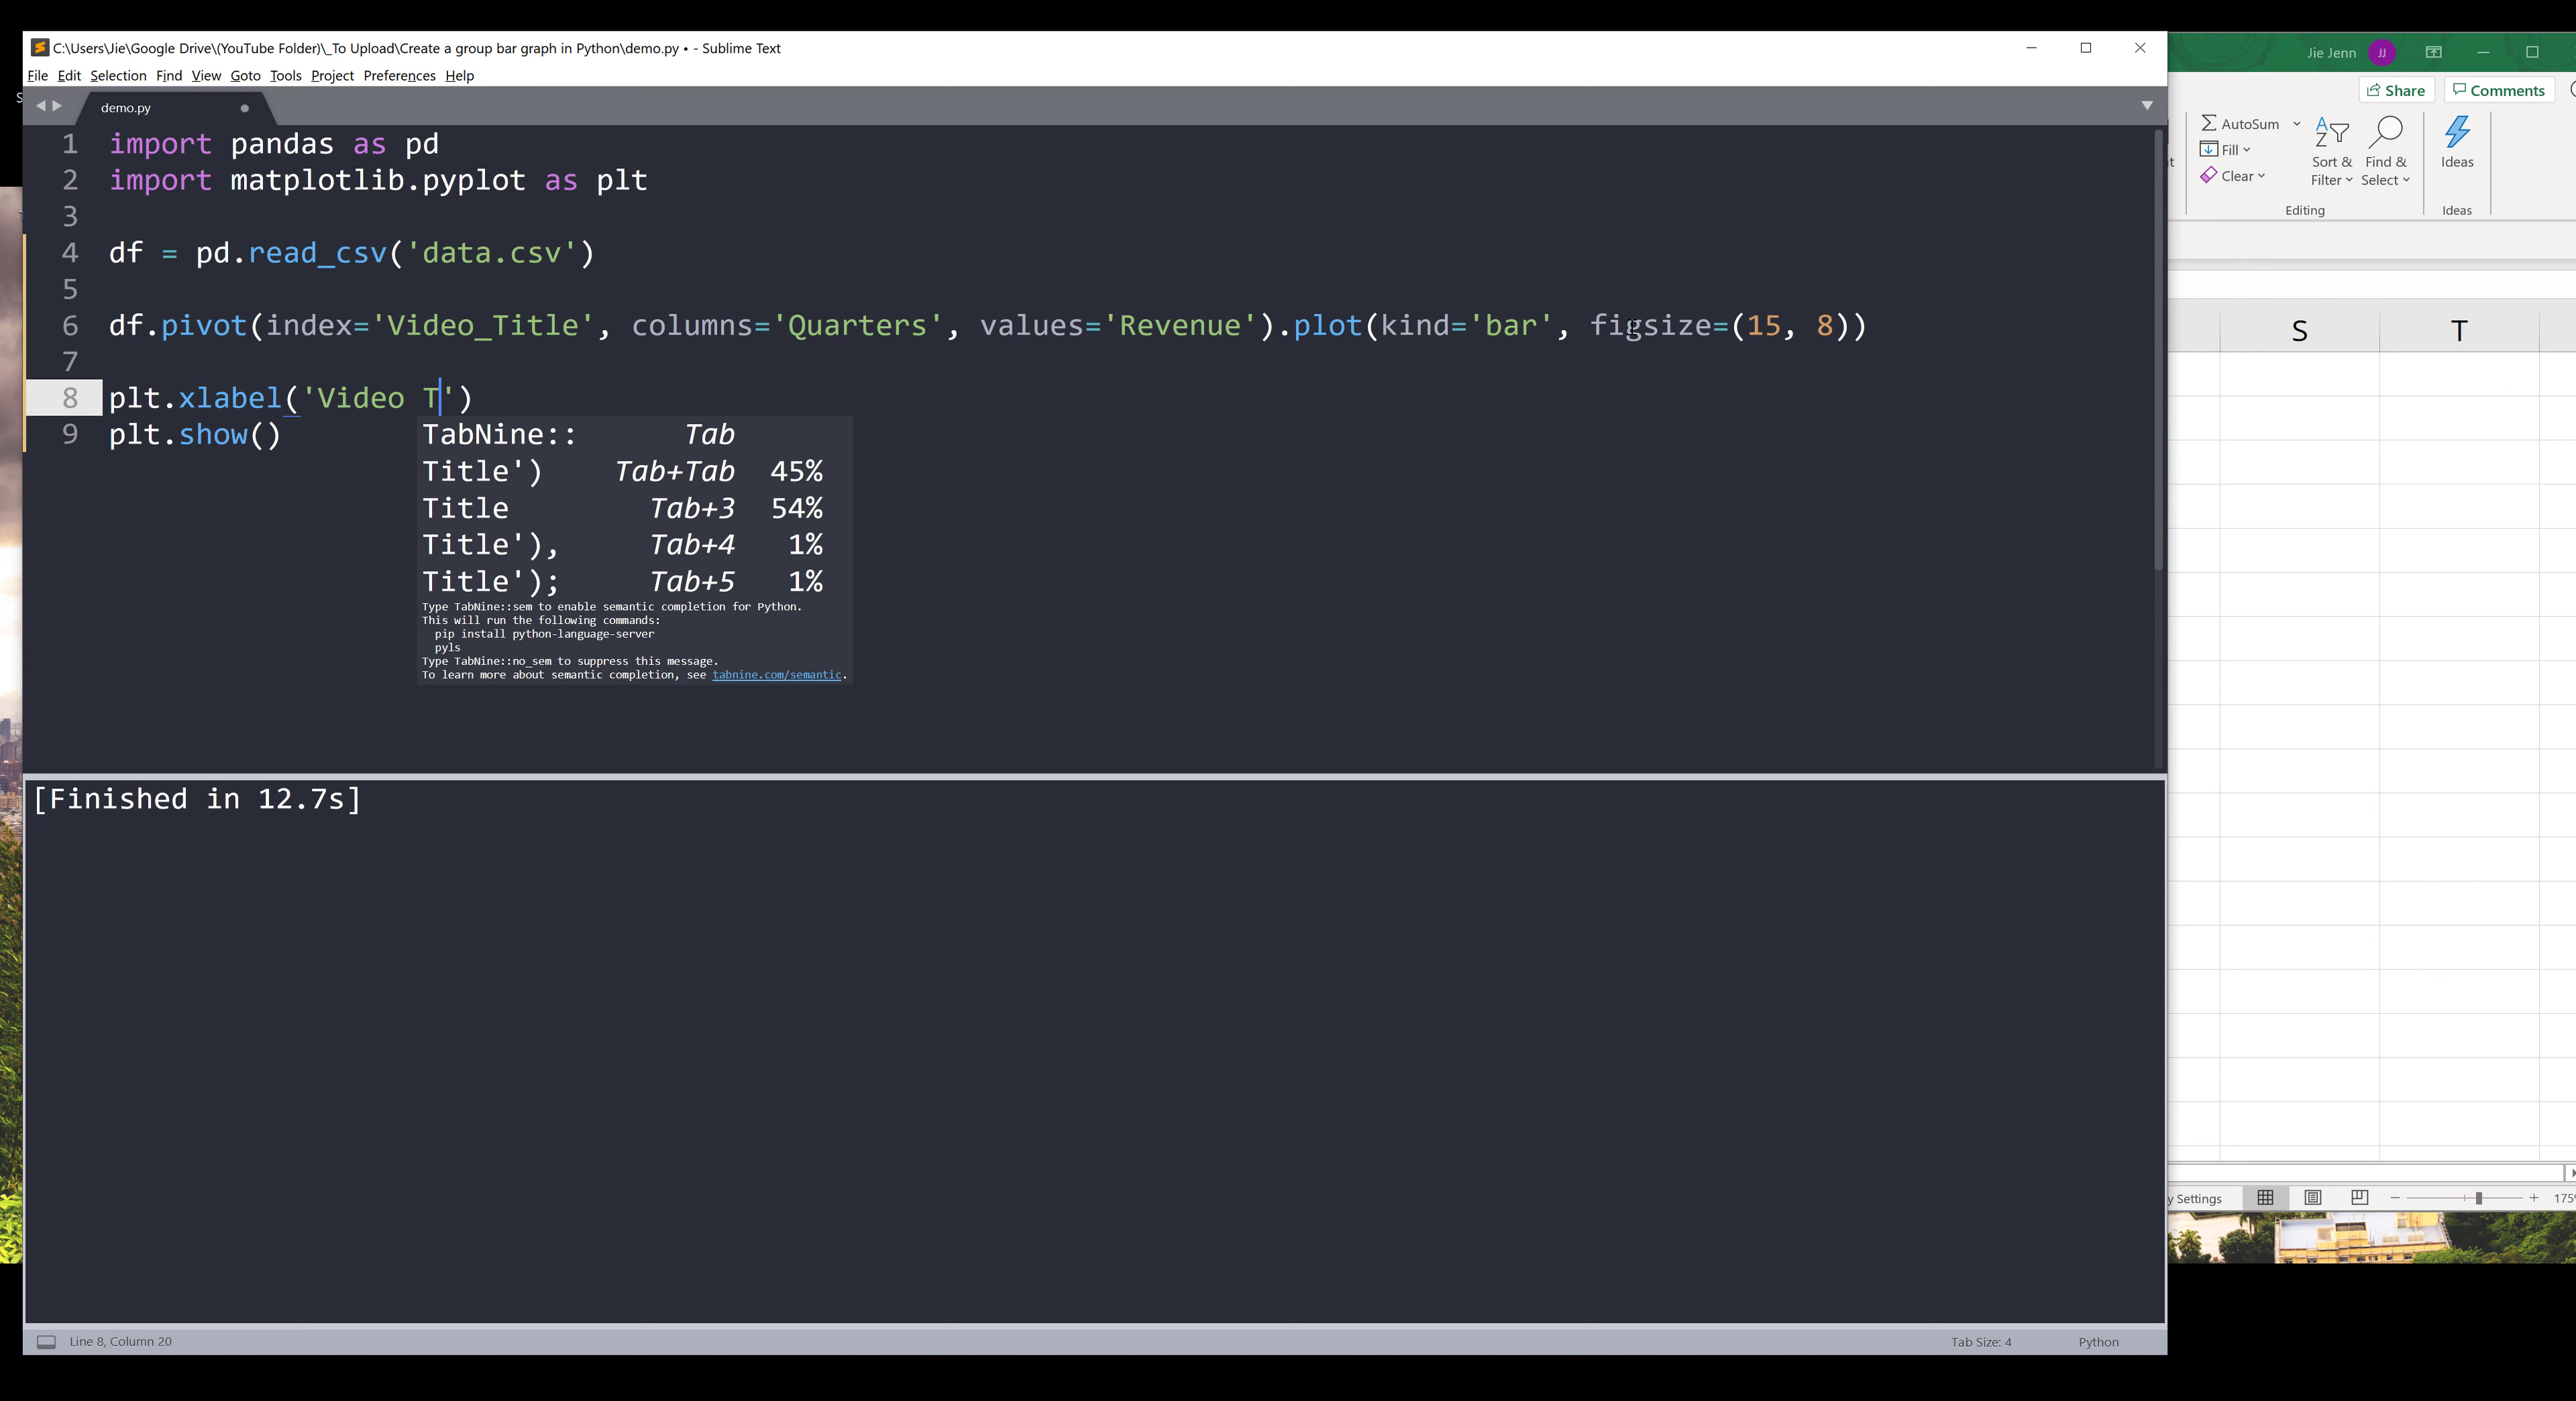 C:\Users\Jie\Google Drive\(YouTube Folder)\_To Upload\Create a group bar graph in Python\demo.py • - Sublime Text
File Edit Selection Find View Goto Tools Project Preferences Help
demo.py
1 import pandas as pd
2 import matplotlib.pyplot as plt
3
4 df = pd.read_csv('data.csv')
5
6 df.pivot(index='Video_Title', columns='Quarters', values='Revenue').plot(kind='bar', figsize=(15, 8))
7
8 plt.xlabel('Video T')
9 plt.show()
TabNine:: Tab
Title') Tab+Tab 45%
Title Tab+3 54%
Title'), Tab+4 1%
Title'); Tab+5 1%
Type TabNine::sem to enable semantic completion for Python.
This will run the following commands:
pip install python-language-server
pyls
Type TabNine::no_sem to suppress this message.
To learn more about semantic completion, see tabnine.com/semantic.
[Finished in 12.7s]
Line 8, Column 20
Tab Size: 4
Python
Jie Jenn JJ
Share Comments
AutoSum
Fill
Clear
Sort & Filter
Find & Select
Ideas
Editing
Ideas
S T
Settings
175